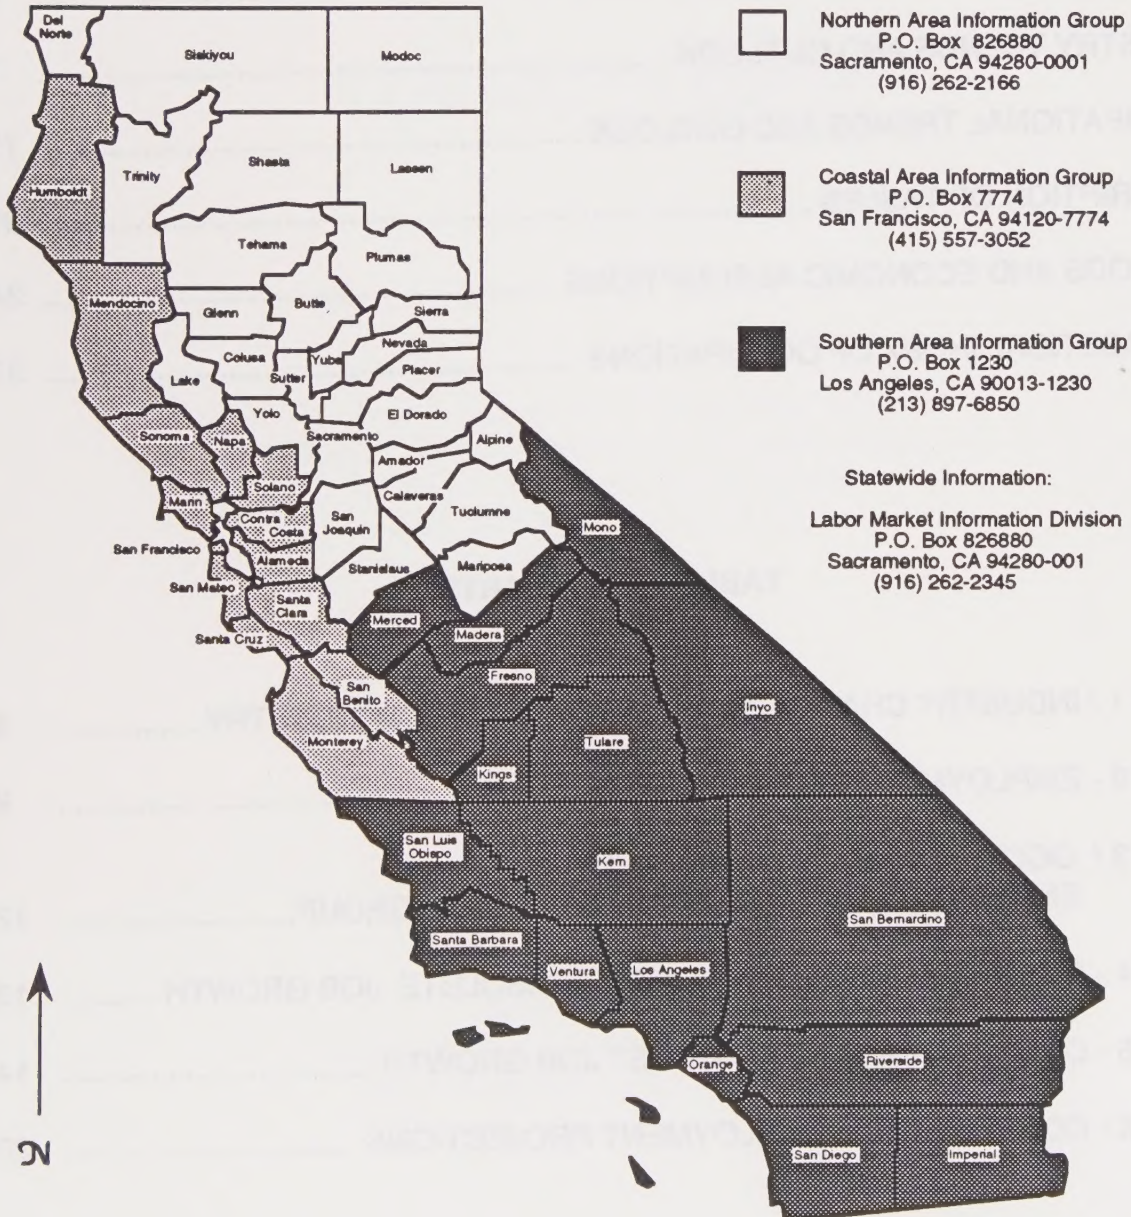 Del
Norte
Siskiyou
Modoc
Humboldt
Trinity
Shasta
Lassen
Tehama
Plumas
Mendocino
Glenn
Butte
Sierra
Colusa
Yuba
Nevada
Lake
Sutter
Placer
Yolo
El Dorado
Sonoma
Napa
Sacramento
Alpine
Amador
Solano
Marin
Calaveras
Contra
Costa
San
Joaquin
Tuolumne
Mono
San Francisco
Alameda
Stanislaus
Mariposa
San Mateo
Santa
Clara
Merced
Santa Cruz
Madera
Fresno
San
Benito
Inyo
Monterey
Tulare
Kings
San Luis
Obispo
Kern
San Bernardino
Santa Barbara
Ventura
Los Angeles
Orange
Riverside
San Diego
Imperial
N
Northern Area Information Group
P.O. Box 826880
Sacramento, CA 94280-0001
(916) 262-2166
Coastal Area Information Group
P.O. Box 7774
San Francisco, CA 94120-7774
(415) 557-3052
Southern Area Information Group
P.O. Box 1230
Los Angeles, CA 90013-1230
(213) 897-6850
Statewide Information:
Labor Market Information Division
P.O. Box 826880
Sacramento, CA 94280-001
(916) 262-2345